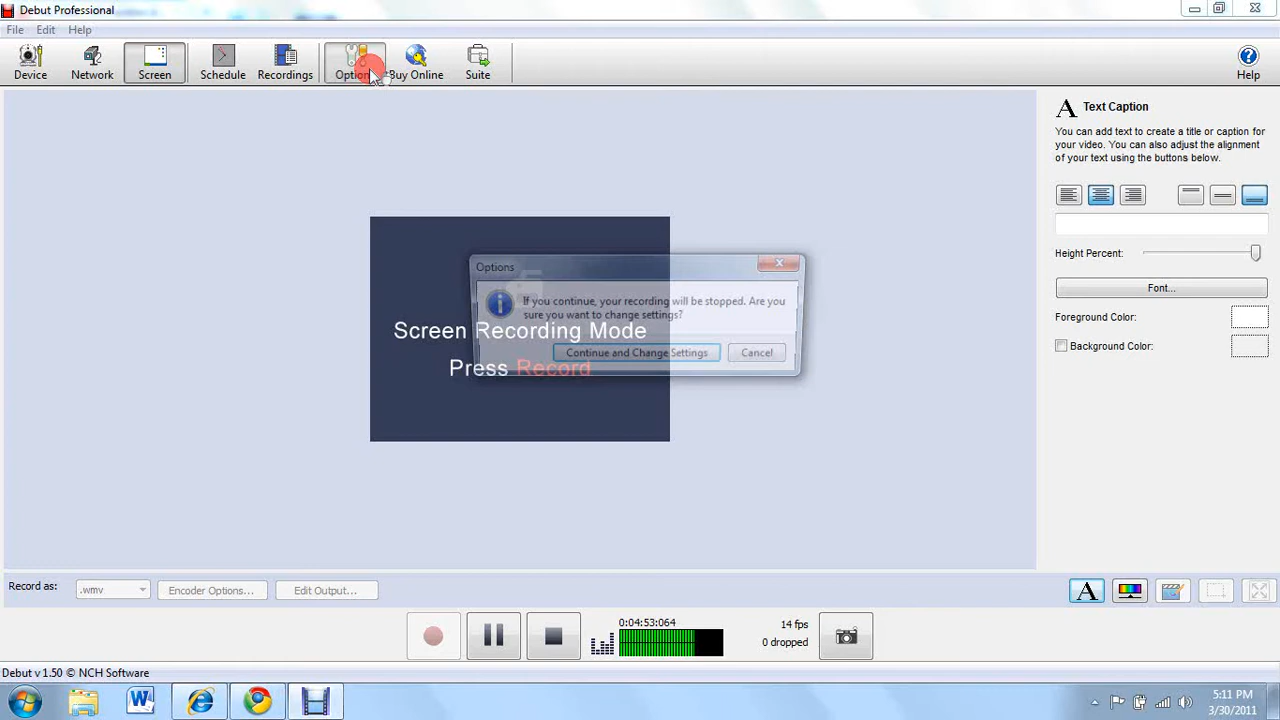 Debut Professional
File Edit Help
Device Network Screen Schedule Recordings Option Buy Online Suite Help
A Text Caption
You can add text to create a title or caption for
your video. You can also adjust the alignment
of your text using the buttons below.
Height Percent:
Font...
Foreground Color:
Background Color:
Options
If you continue, your recording will be stopped. Are you
sure you want to change settings?
Continue and Change Settings Cancel
Screen Recording Mode
Press Record
Record as: .wmv Encoder Options... Edit Output... A
0:04:53:064 14 fps
0 dropped
Debut v 1.50 © NCH Software
W
5:11 PM
3/30/2011